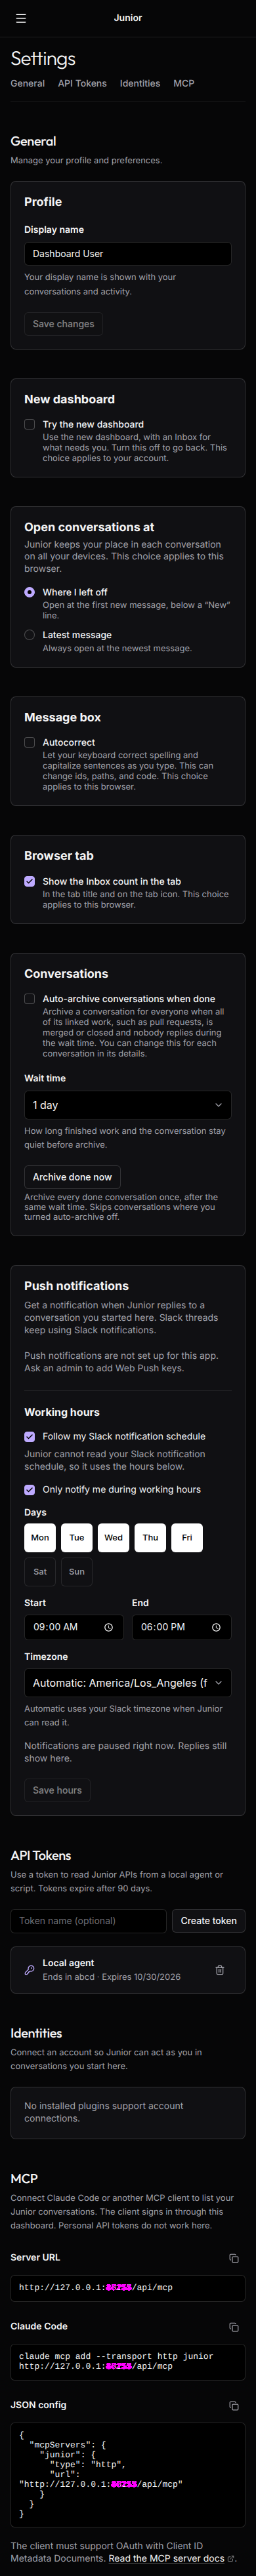 Junior
Settings
General API Tokens Identities MCP
General
Manage your profile and preferences.
Profile
Display name
Dashboard User
Your display name is shown with your
conversations and activity.
Save changes
New dashboard
Try the new dashboard
Use the new dashboard, with an Inbox for
what needs you. Turn this off to go back. This
choice applies to your account.
Open conversations at
Junior keeps your place in each conversation
on all your devices. This choice applies to this
browser.
Where I left off
Open at the first new message, below a “New”
line.
Latest message
Always open at the newest message.
Message box
Autocorrect
Let your keyboard correct spelling and
capitalize sentences as you type. This can
change ids, paths, and code. This choice
applies to this browser.
Browser tab
Show the Inbox count in the tab
In the tab title and on the tab icon. This choice
applies to this browser.
Conversations
Auto-archive conversations when done
Archive a conversation for everyone when all
of its linked work, such as pull requests, is
merged or closed and nobody replies during
the wait time. You can change this for each
conversation in its details.
Wait time
1 day
How long finished work and the conversation stay
quiet before archive.
Archive done now
Archive every done conversation once, after the
same wait time. Skips conversations where you
turned auto-archive off.
Push notifications
Get a notification when Junior replies to a
conversation you started here. Slack threads
keep using Slack notifications.
Push notifications are not set up for this app.
Ask an admin to add Web Push keys.
Working hours
Follow my Slack notification schedule
Junior cannot read your Slack notification
schedule, so it uses the hours below.
Only notify me during working hours
Days
Mon Tue Wed Thu Fri
Sat Sun
Start End
09:00 AM 06:00 PM
Timezone
Automatic: America/Los_Angeles (f
Automatic uses your Slack timezone when Junior
can read it.
Notifications are paused right now. Replies still
show here.
Save hours
API Tokens
Use a token to read Junior APIs from a local agent or
script. Tokens expire after 90 days.
Token name (optional) Create token
Local agent
Ends in abcd · Expires 10/30/2026
Identities
Connect an account so Junior can act as you in
conversations you start here.
No installed plugins support account
connections.
MCP
Connect Claude Code or another MCP client to list your
Junior conversations. The client signs in through this
dashboard. Personal API tokens do not work here.
Server URL
http://127.0.0.1: /api/mcp
Claude Code
claude mcp add --transport http junior
http://127.0.0.1: /api/mcp
JSON config
{
"mcpServers": {
"junior": {
"type": "http",
"url":
"http://127.0.0.1: /api/mcp"
}
}
}
The client must support OAuth with Client ID
Metadata Documents. Read the MCP server docs .